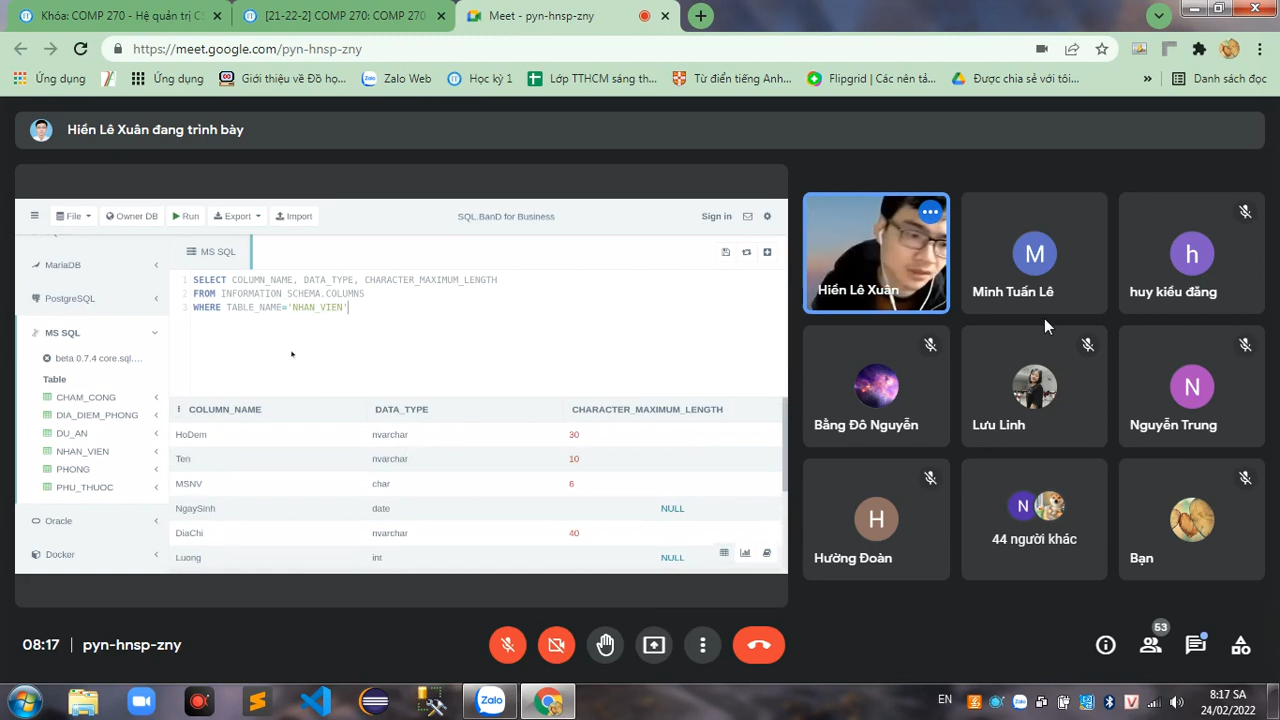 Khóa: COMP 270 - Hệ quản trị C
[21-22-2] COMP 270: COMP 270
Meet - pyn-hnsp-zny
https://meet.google.com/pyn-hnsp-zny
Ứng dụng
Ứng dụng
Giới thiệu về Đồ họ...
Zalo Web
Học kỳ 1
Lớp TTHCM sáng th...
Từ điển tiếng Anh...
Flipgrid | Các nền tả...
Được chia sẻ với tôi...
»
Danh sách đọc
Hiển Lê Xuân đang trình bày
File
Owner DB
Run
Export
Import
SQL.BanD for Business
Sign in
MariaDB
PostgreSQL
MS SQL
beta 0.7.4 core.sql....
Table
CHAM_CONG
DIA_DIEM_PHONG
DU_AN
NHAN_VIEN
PHONG
PHU_THUOC
Oracle
Docker
MS SQL
1 SELECT COLUMN_NAME, DATA_TYPE, CHARACTER_MAXIMUM_LENGTH
2 FROM INFORMATION SCHEMA.COLUMNS
3 WHERE TABLE_NAME='NHAN_VIEN'
COLUMN_NAME DATA_TYPE CHARACTER_MAXIMUM_LENGTH
HoDem nvarchar 30
Ten nvarchar 10
MSNV char 6
NgaySinh date NULL
DiaChi nvarchar 40
Luong int NULL
Hiển Lê Xuân
M
Minh Tuấn Lê
h
huy kiều đăng
Bằng Đô Nguyễn
Lưu Linh
N
Nguyễn Trung
H
Hường Đoàn
N
44 người khác
Bạn
08:17 | pyn-hnsp-zny
53
Zalo
EN
8:17 SA
24/02/2022